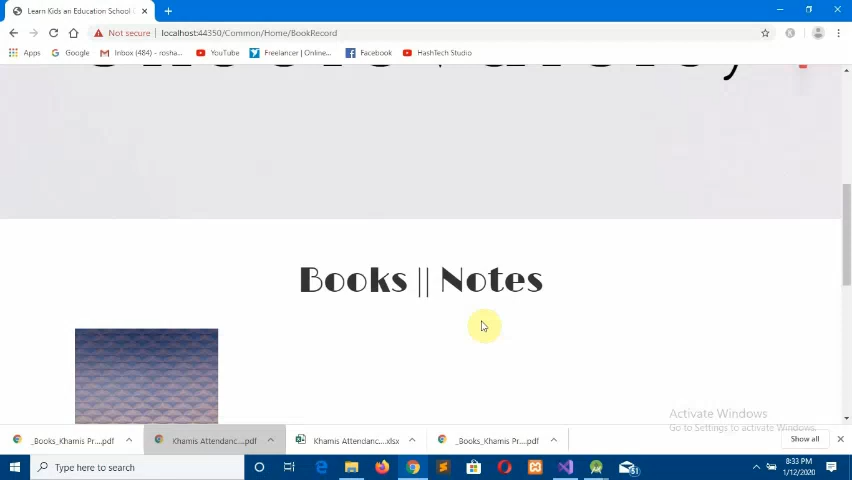 Learn Kids an Education School
Not secure | localhost:44350/Common/Home/BookRecord
Apps Google Inbox (484) - rosha... YouTube Freelancer | Online... Facebook HashTech Studio
Books || Notes
Activate Windows
Go to Settings to activate Windows.
_Books_Khamis Pr....pdf Khamis Attendanc....pdf Khamis Attendanc....xlsx _Books_Khamis Pr....pdf Show all
Type here to search
51
8:33 PM
1/12/2020